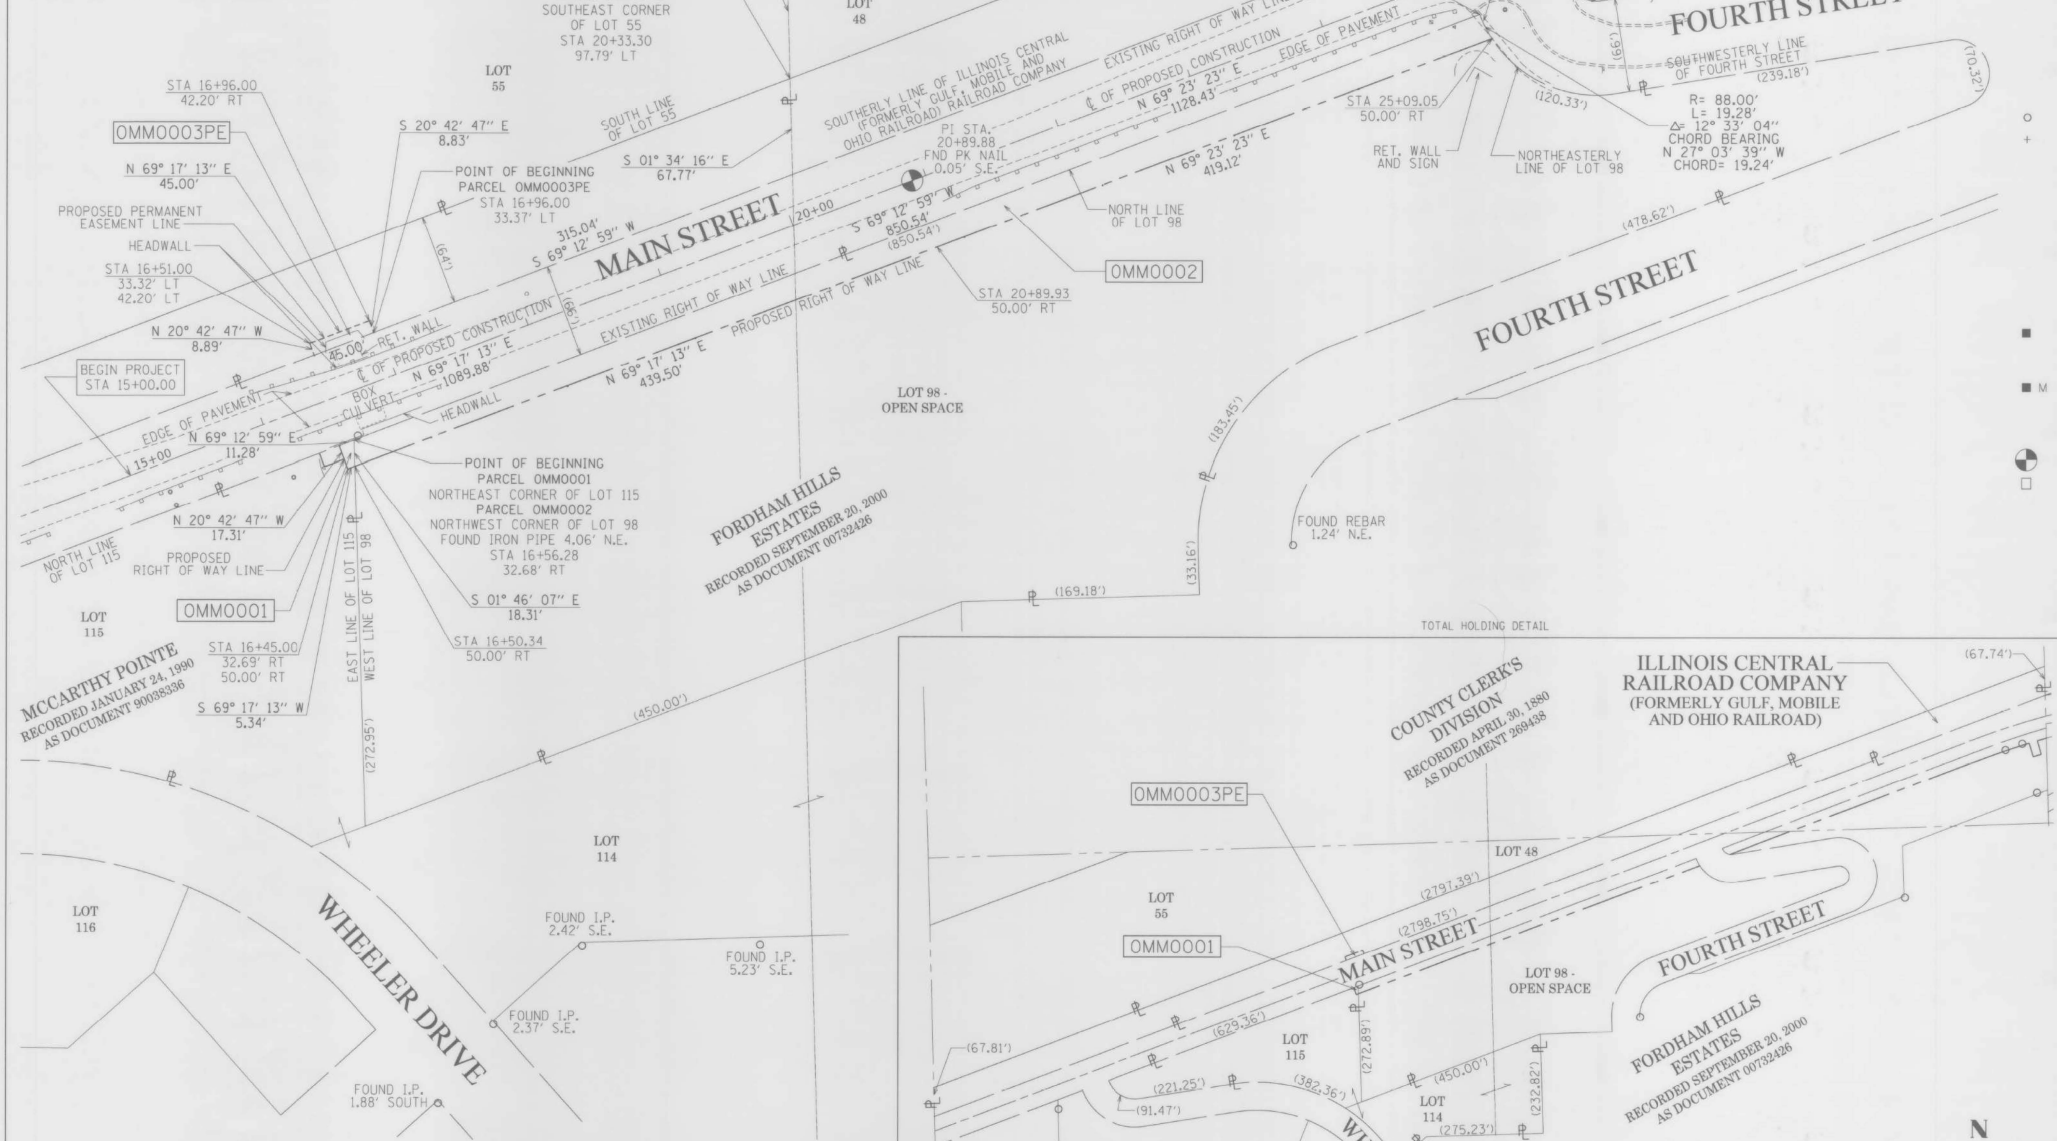 SOUTHEAST CORNER
OF LOT 55
STA 20+33.30
97.79' LT
LOT
48
LOT
55
STA 16+96.00
42.20' RT
0MM0003PE
S 20° 42' 47" E
8.83'
N 69° 17' 13" E
45.00'
POINT OF BEGINNING
PARCEL 0MM0003PE
STA 16+96.00
33.37' LT
PROPOSED PERMANENT
EASEMENT LINE
HEADWALL
STA 16+51.00
33.32' LT
42.20' LT
N 20° 42' 47" W
8.89'
BEGIN PROJECT
STA 15+00.00
SOUTH LINE
OF LOT 55
S 01° 34' 16" E
67.77'
SOUTHERLY LINE OF ILLINOIS CENTRAL
(FORMERLY GULF, MOBILE AND
OHIO RAILROAD) RAILROAD COMPANY
EXISTING RIGHT OF WAY LINE
℄ OF PROPOSED CONSTRUCTION
N 69° 23' 23" E
1128.43'
EDGE OF PAVEMENT
PI STA.
20+89.88
FND PK NAIL
0.05' S.E.
N 69° 23' 23" E
419.12'
STA 25+09.05
50.00' RT
RET. WALL
AND SIGN
NORTHEASTERLY
LINE OF LOT 98
(120.33')
(66')
FOURTH STREET
SOUTHWESTERLY LINE
OF FOURTH STREET
(239.18')
(70.32')
R= 88.00'
L= 19.28'
Δ= 12° 33' 04"
CHORD BEARING
N 27° 03' 39" W
CHORD= 19.24'
(64')
315.04'
S 69° 12' 59" W
MAIN STREET
20+00
S 69° 12' 59" W
850.54'
(850.54')
NORTH LINE
OF LOT 98
0MM0002
STA 20+89.93
50.00' RT
(66')
EXISTING RIGHT OF WAY LINE
PROPOSED RIGHT OF WAY LINE
45.00'
RET. WALL
℄ OF PROPOSED CONSTRUCTION
N 69° 17' 13" E
1089.88'
N 69° 17' 13" E
439.50'
BOX
CULVERT
HEADWALL
EDGE OF PAVEMENT
N 69° 12' 59" E
11.28'
15+00
LOT 98 -
OPEN SPACE
(478.62')
FOURTH STREET
(183.45')
M
POINT OF BEGINNING
PARCEL 0MM0001
NORTHEAST CORNER OF LOT 115
PARCEL 0MM0002
NORTHWEST CORNER OF LOT 98
FOUND IRON PIPE 4.06' N.E.
STA 16+56.28
32.68' RT
N 20° 42' 47" W
17.31'
PROPOSED
RIGHT OF WAY LINE
NORTH LINE
OF LOT 115
0MM0001
S 01° 46' 07" E
18.31'
STA 16+50.34
50.00' RT
STA 16+45.00
32.69' RT
50.00' RT
S 69° 17' 13" W
5.34'
EAST LINE OF LOT 115
WEST LINE OF LOT 98
(272.95')
LOT
115
MCCARTHY POINTE
RECORDED JANUARY 24, 1990
AS DOCUMENT 90038336
FORDHAM HILLS
ESTATES
RECORDED SEPTEMBER 20, 2000
AS DOCUMENT 00732426
FOUND REBAR
1.24' N.E.
(33.16')
(169.18')
(450.00')
LOT
114
LOT
116
WHEELER DRIVE
FOUND I.P.
2.42' S.E.
FOUND I.P.
5.23' S.E.
FOUND I.P.
2.37' S.E.
FOUND I.P.
1.88' SOUTH
TOTAL HOLDING DETAIL
COUNTY CLERK'S
DIVISION
RECORDED APRIL 30, 1880
AS DOCUMENT 269438
ILLINOIS CENTRAL
RAILROAD COMPANY
(FORMERLY GULF, MOBILE
AND OHIO RAILROAD)
(67.74')
0MM0003PE
LOT 48
LOT
55
(2797.39')
(2798.75')
0MM0001
MAIN STREET
FOURTH STREET
LOT 98 -
OPEN SPACE
(629.36')
(67.81')
LOT
115
(272.89')
(221.25')
(382.36')
(91.47')
(450.00')
LOT
114
(232.82')
(275.23')
FORDHAM HILLS
ESTATES
RECORDED SEPTEMBER 20, 2000
AS DOCUMENT 00732426
N